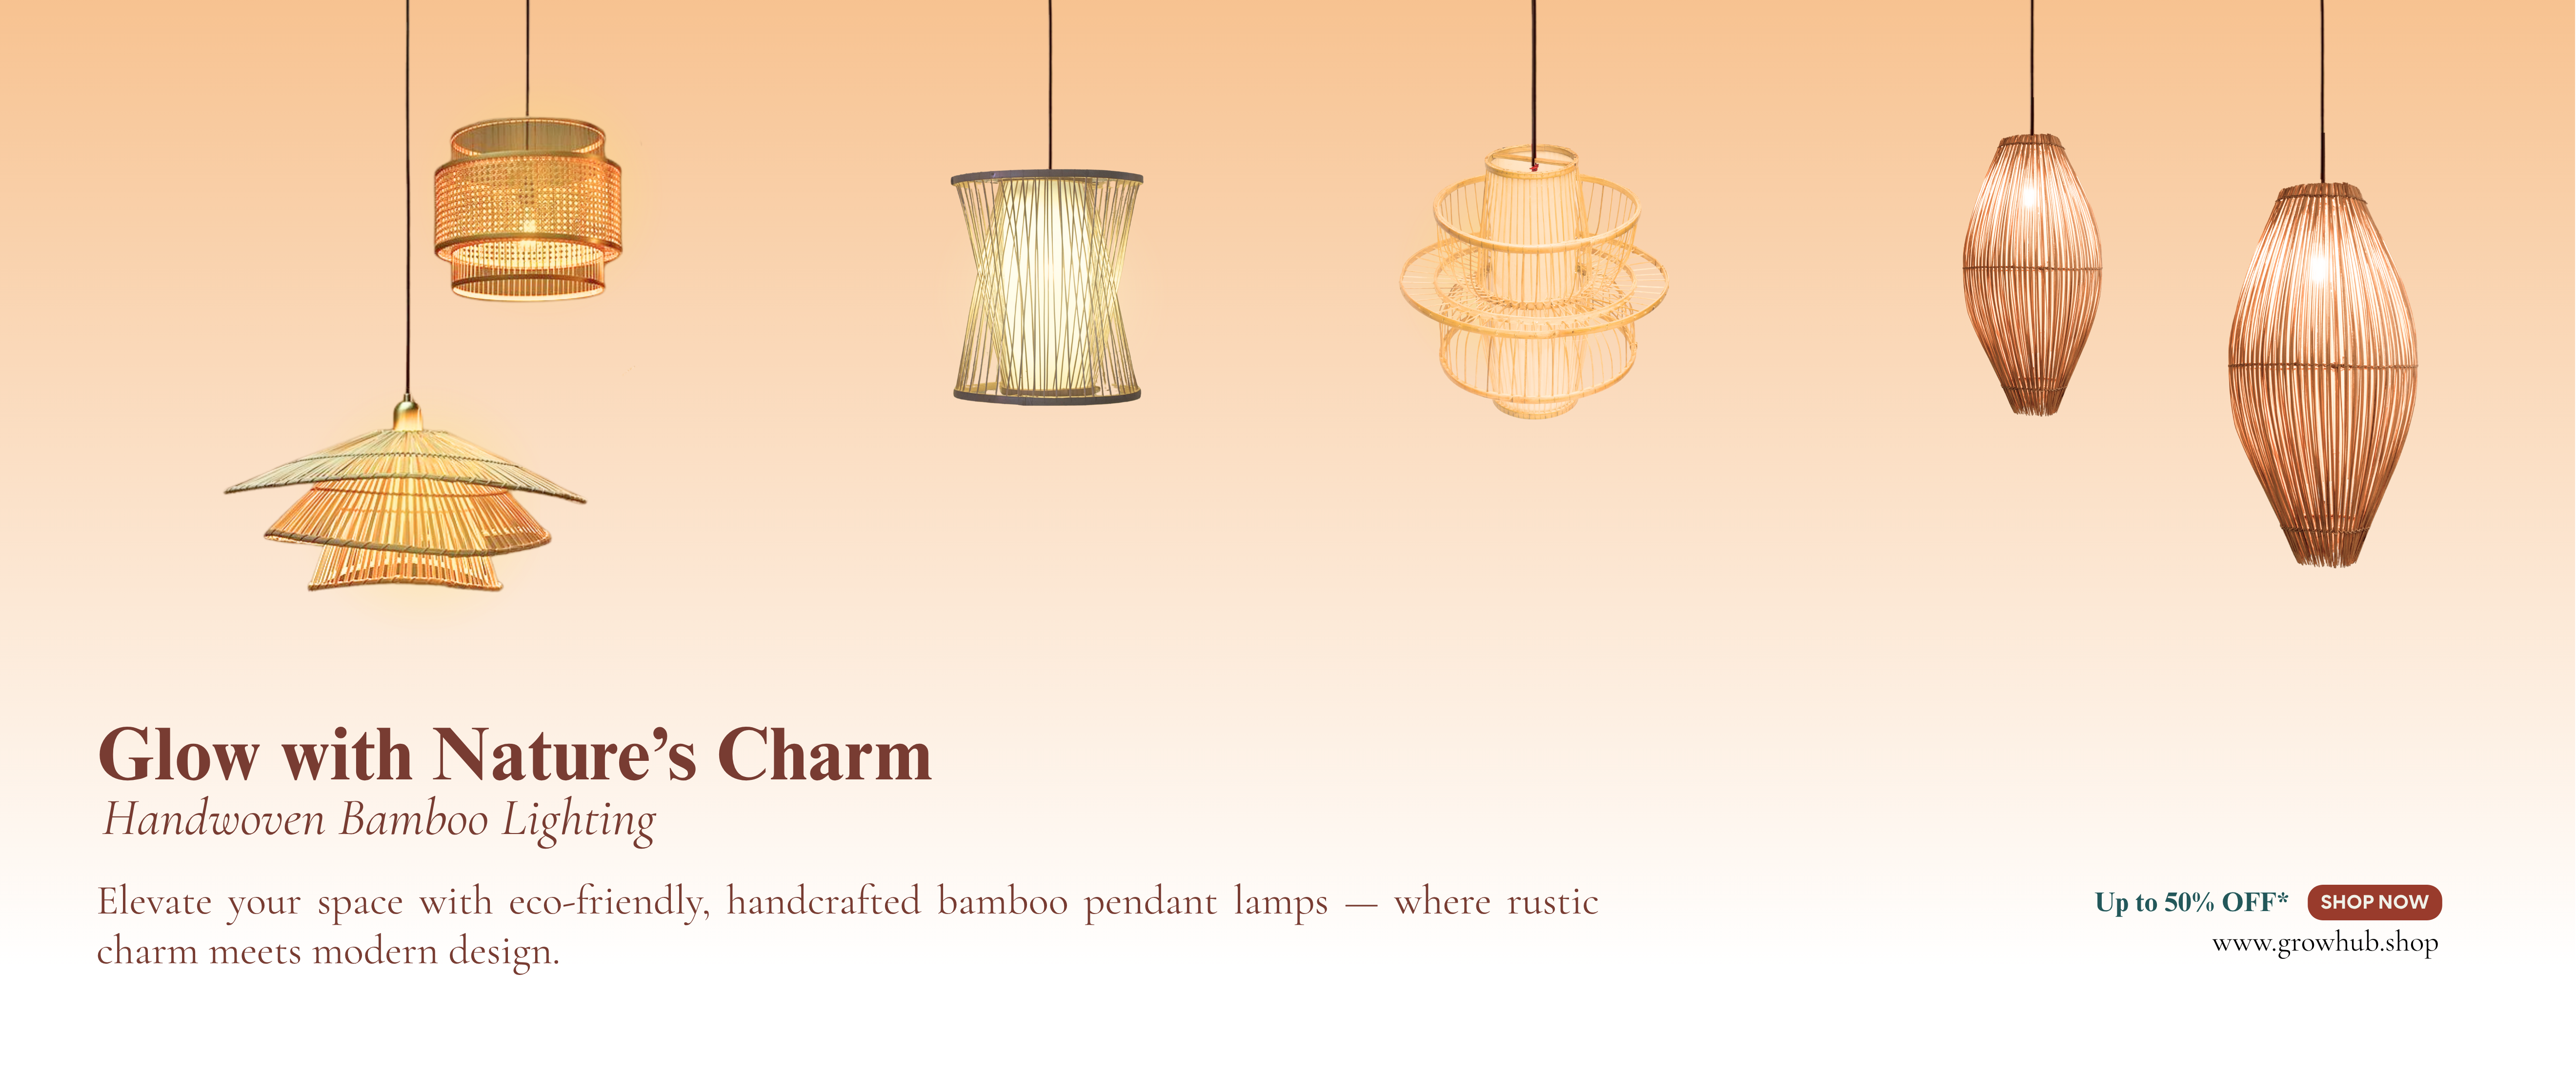 Glow with Nature’s Charm
Handwoven Bamboo Lighting
Elevate your space with eco-friendly, handcrafted bamboo pendant lamps — where rustic
charm meets modern design.
Up to 50% OFF* SHOP NOW
www.growhub.shop